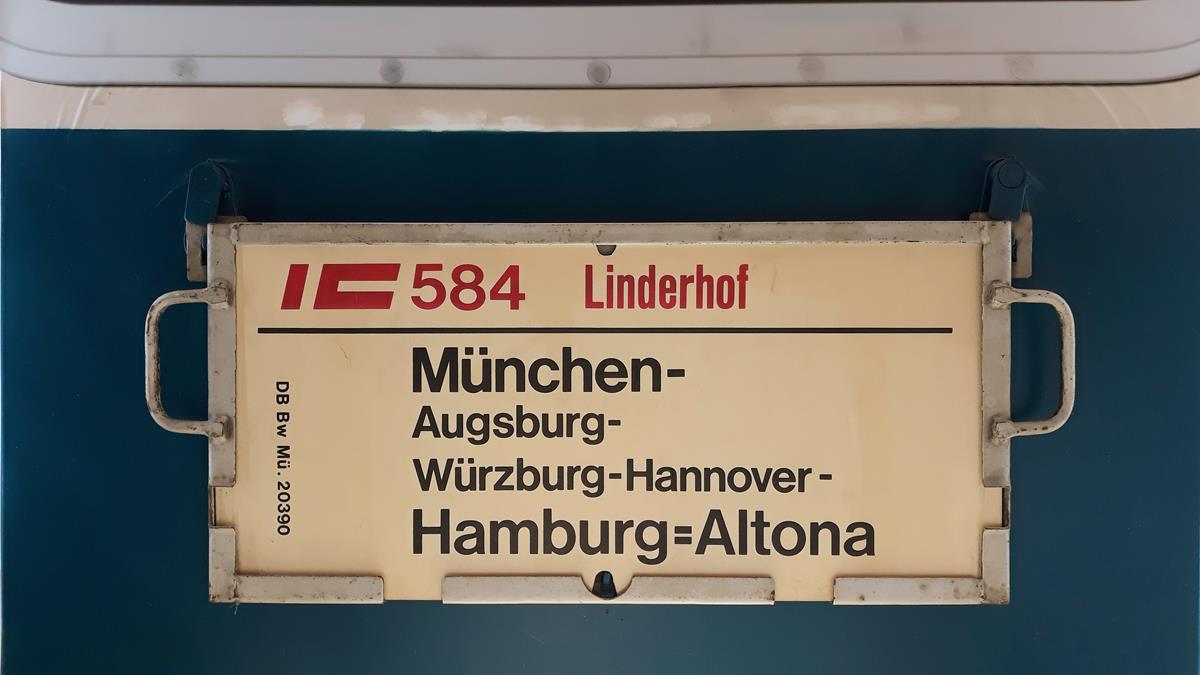 IC 584 Linderhof
München-
Augsburg-
Würzburg-Hannover-
Hamburg=Altona
DB Bw Mü. 20390